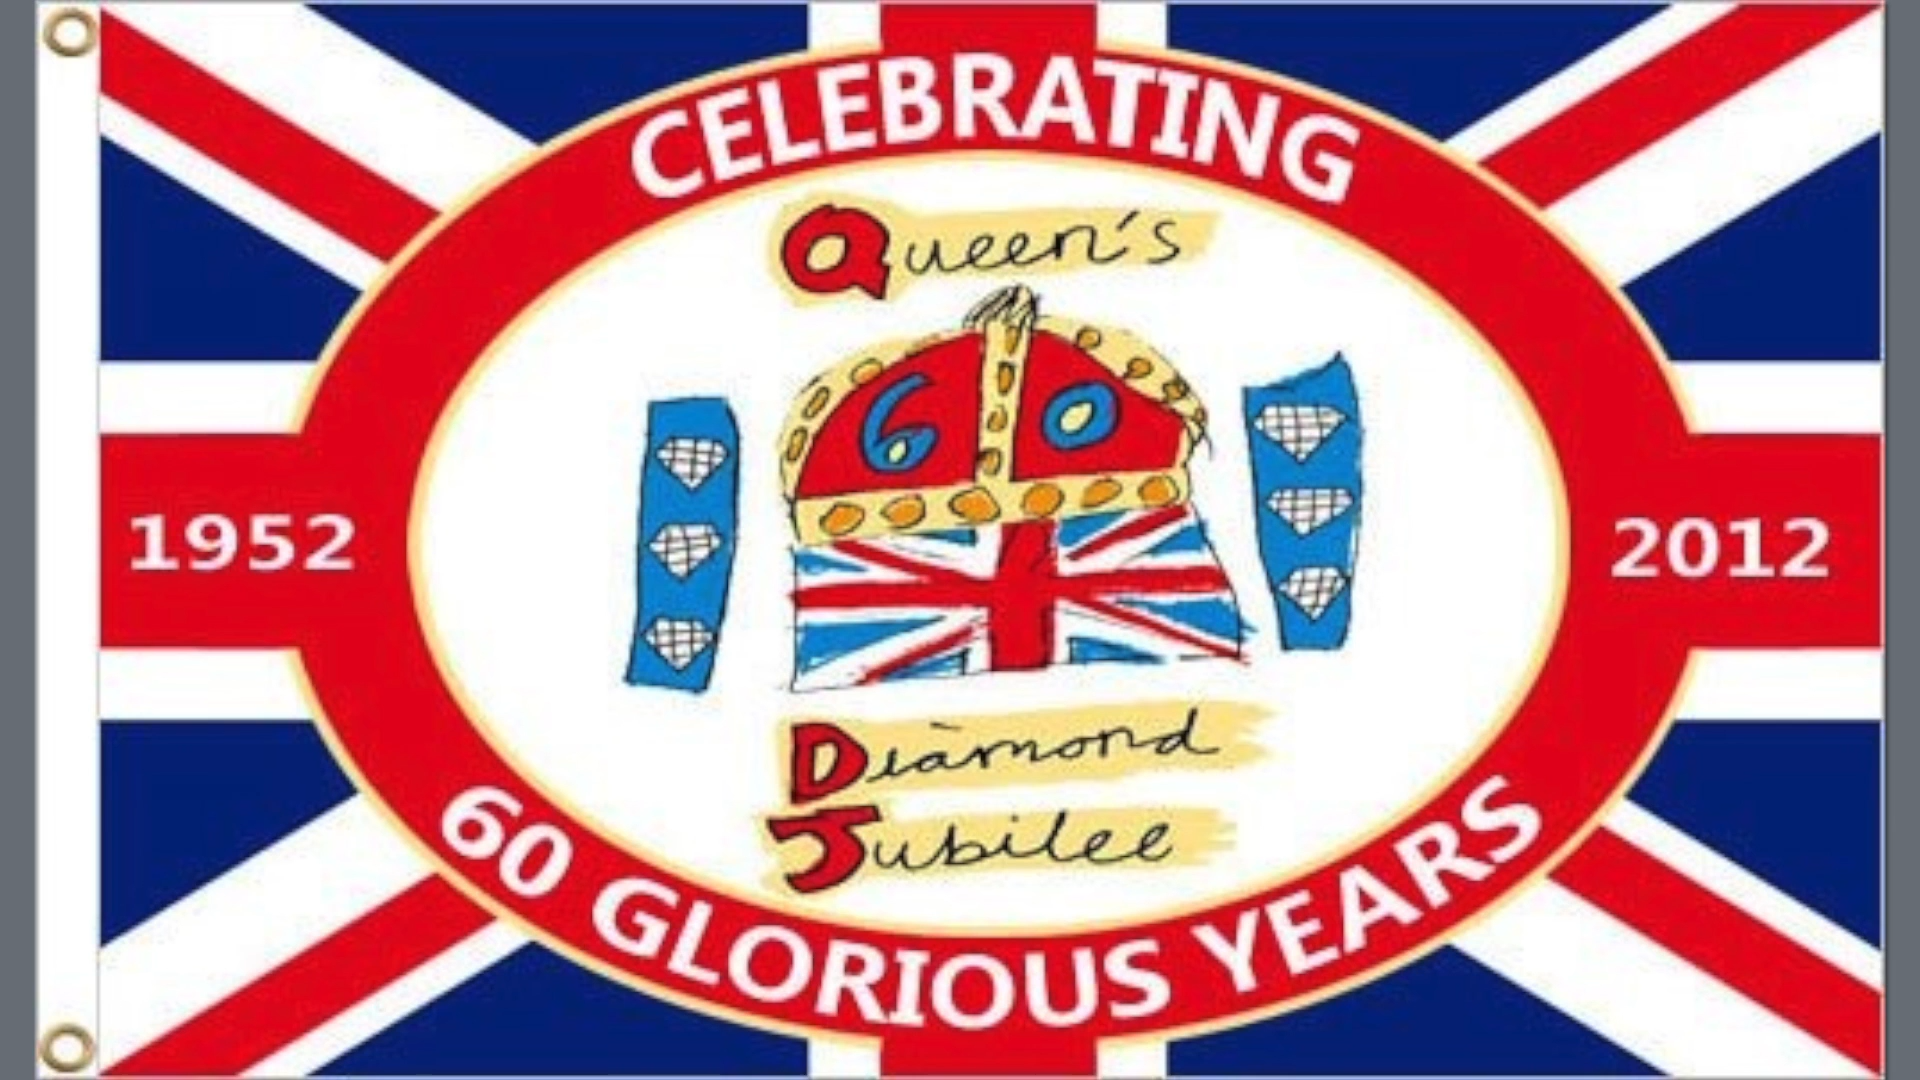 CELEBRATING
Queen's
60
1952
2012
Diamond
Jubilee
60 GLORIOUS YEARS